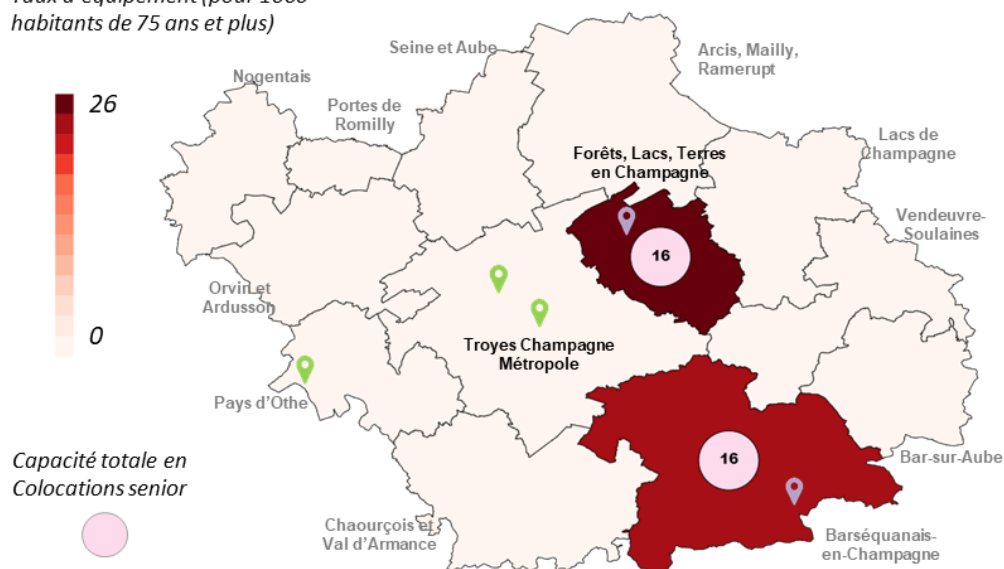 habitants de 75 ans et plus)
26
0
Seine et Aube
Arcis, Mailly,
Ramerupt
Nogentais
Portes de
Romilly
Lacs de
Champagne
Forêts, Lacs, Terres
en Champagne
Vendeuvre-
Soulaines
16
Orvin et
Ardusson
Troyes Champagne
Métropole
Pays d’Othe
16
Bar-sur-Aube
Capacité totale en
Colocations senior
Chaourçois et
Val d’Armance
Barséquanais-
en-Champagne